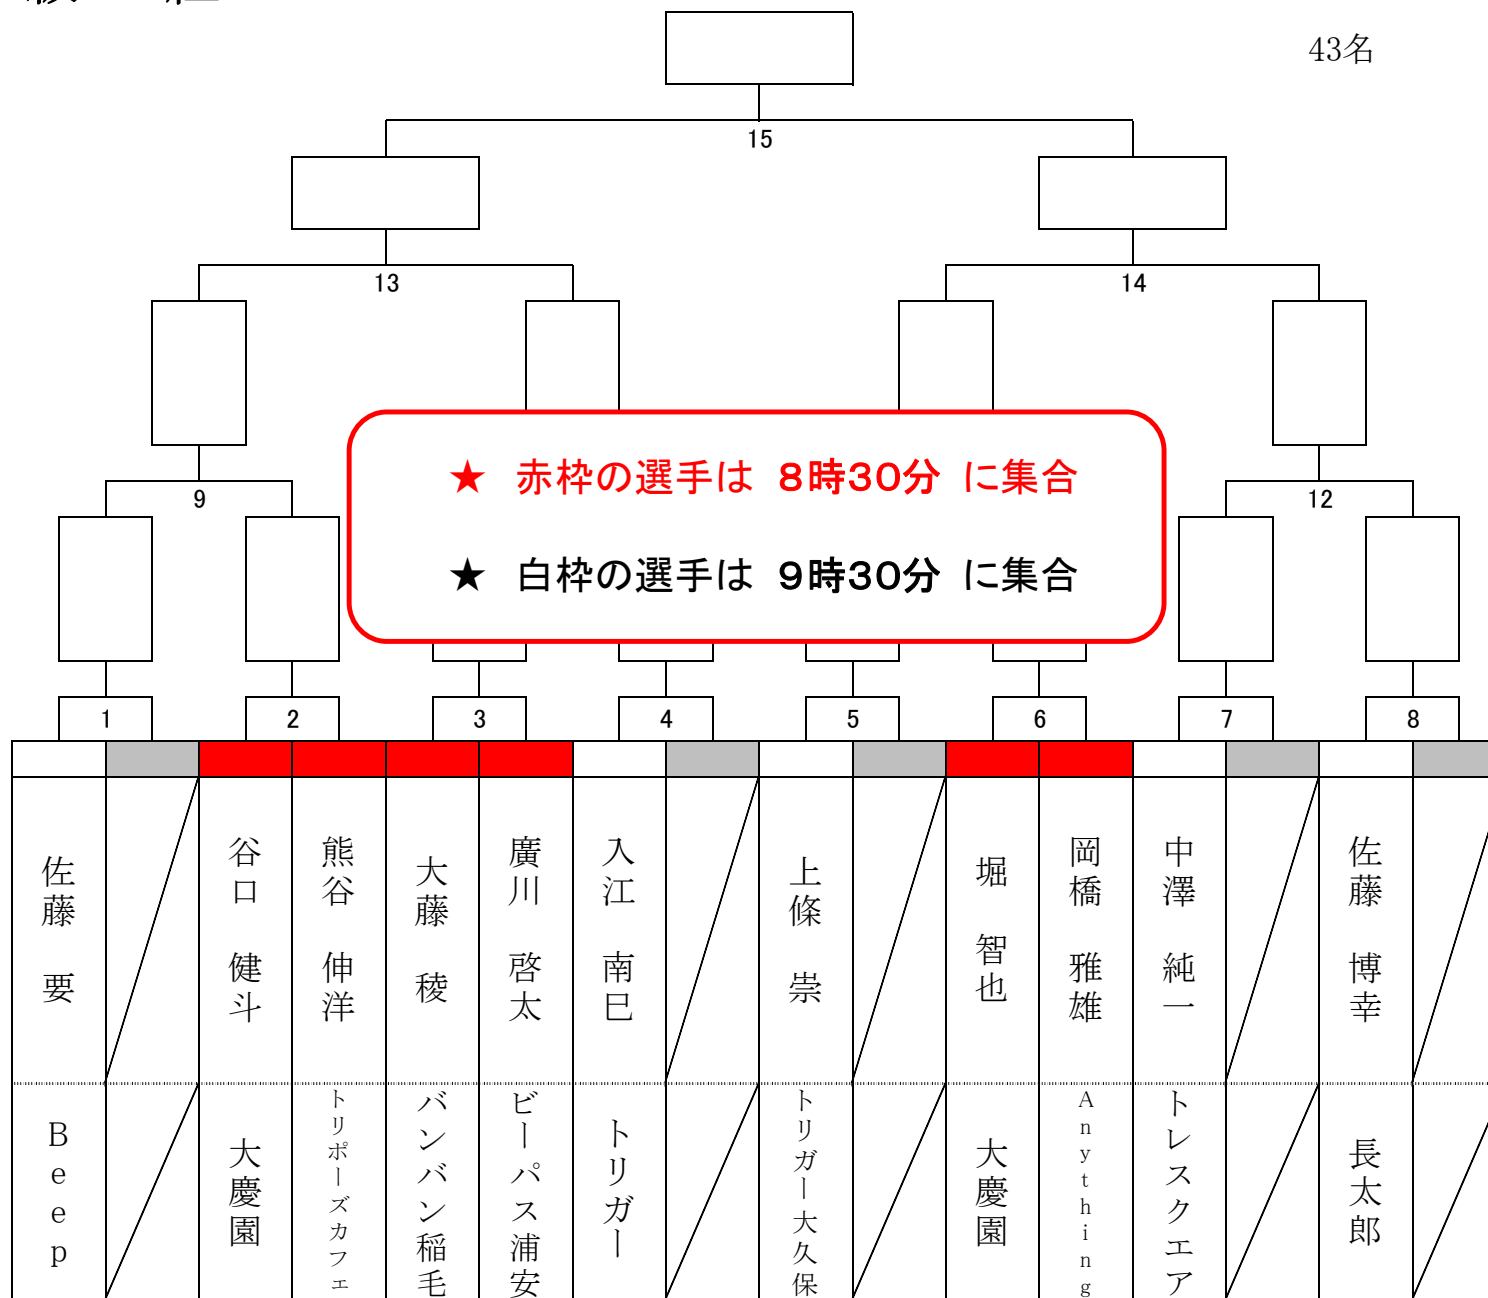 43名
15
13
14
★ 赤枠の選手は 8時30分 に集合
★ 白枠の選手は 9時30分 に集合
9
12
1
2
3
4
5
6
7
8
佐藤 要
谷口 健斗
熊谷 伸洋
大藤 稜
廣川 啓太
入江 南巳
上條 崇
堀 智也
岡橋 雅雄
中澤 純一
佐藤 博幸
Beep
大慶園
トリポーズカフェ
バンバン稲毛
ビーパス浦安
トリガー
トリガー大久保
大慶園
Anything
トレスクエア
長太郎